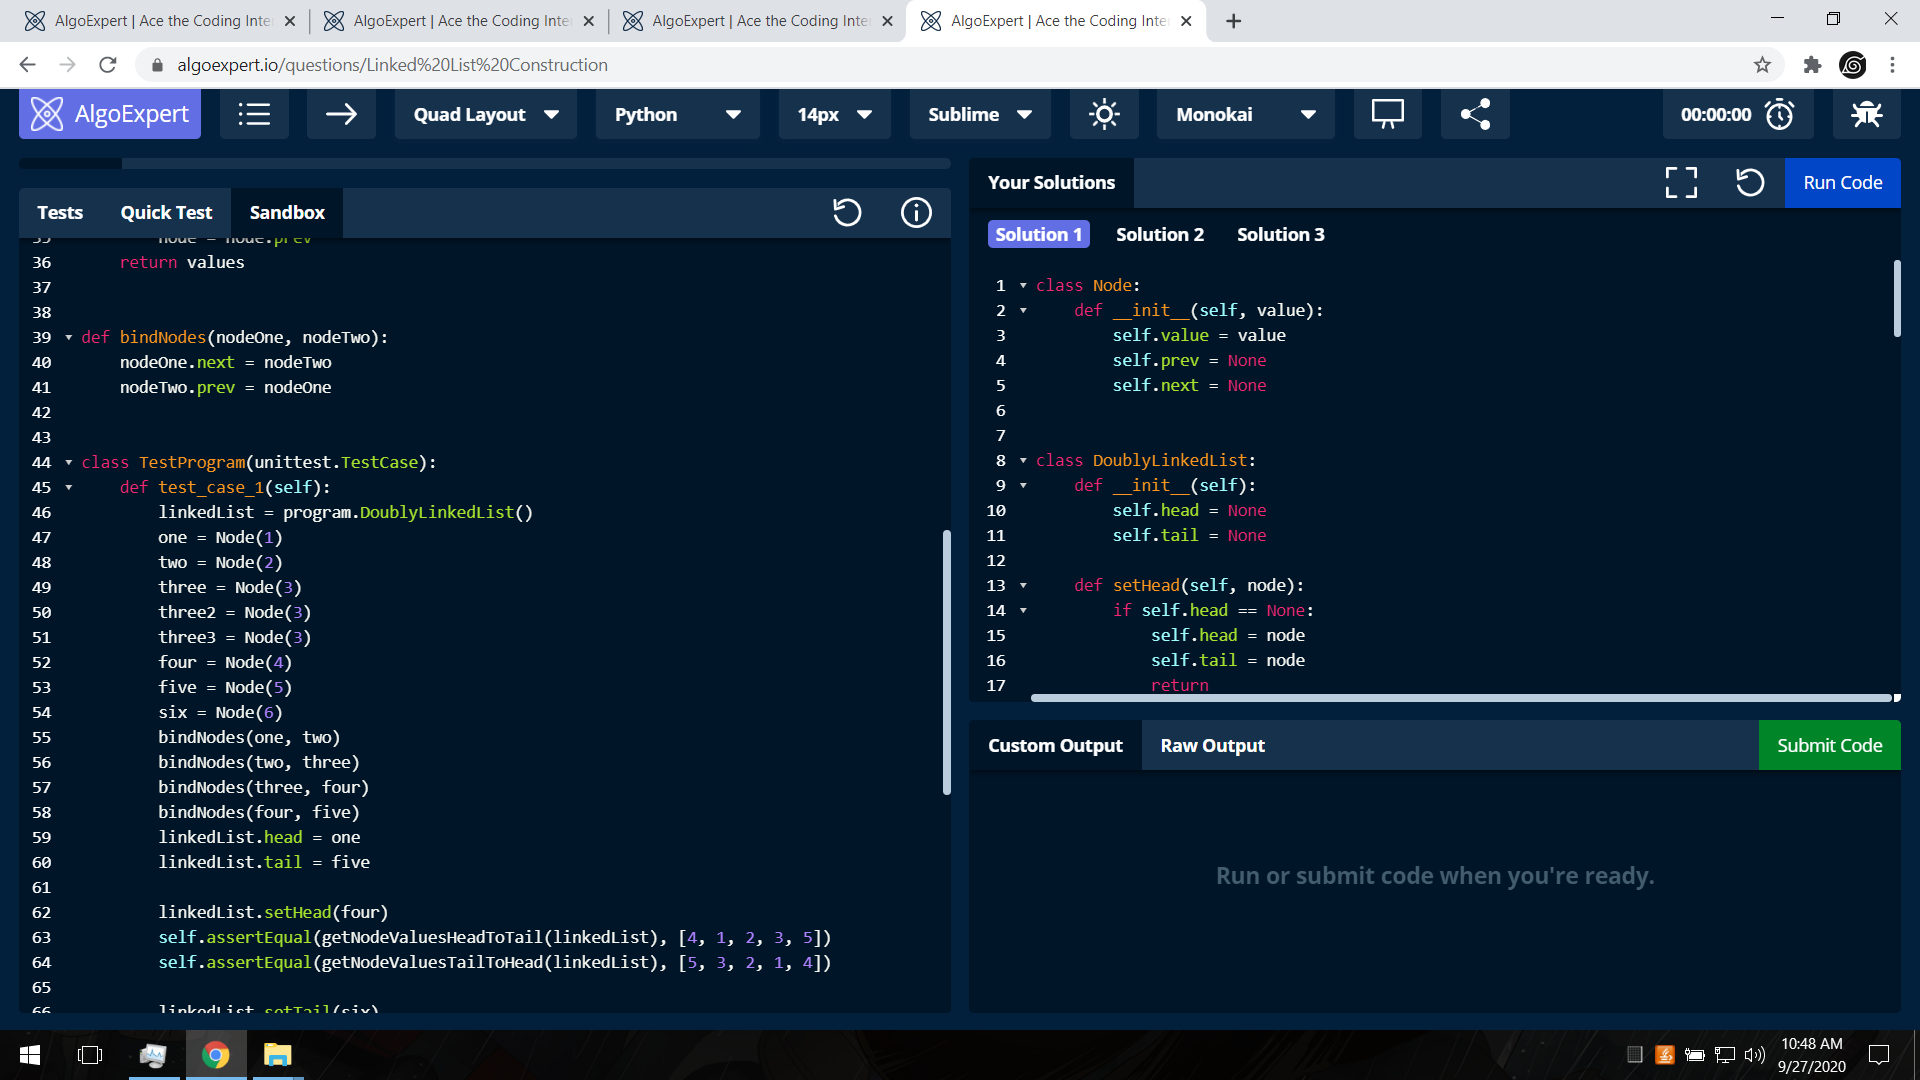 AlgoExpert | Ace the Coding Inte
AlgoExpert | Ace the Coding Inte
AlgoExpert | Ace the Coding Inte
AlgoExpert | Ace the Coding Inte
algoexpert.io/questions/Linked%20List%20Construction
AlgoExpert
Quad Layout
Python
14px
Sublime
Monokai
00:00:00
Tests Quick Test Sandbox
35 node = node.prev
36 return values
37
38
39 def bindNodes(nodeOne, nodeTwo):
40 nodeOne.next = nodeTwo
41 nodeTwo.prev = nodeOne
42
43
44 class TestProgram(unittest.TestCase):
45 def test_case_1(self):
46 linkedList = program.DoublyLinkedList()
47 one = Node(1)
48 two = Node(2)
49 three = Node(3)
50 three2 = Node(3)
51 three3 = Node(3)
52 four = Node(4)
53 five = Node(5)
54 six = Node(6)
55 bindNodes(one, two)
56 bindNodes(two, three)
57 bindNodes(three, four)
58 bindNodes(four, five)
59 linkedList.head = one
60 linkedList.tail = five
61
62 linkedList.setHead(four)
63 self.assertEqual(getNodeValuesHeadToTail(linkedList), [4, 1, 2, 3, 5])
64 self.assertEqual(getNodeValuesTailToHead(linkedList), [5, 3, 2, 1, 4])
65
66 linkedList.setTail(six)
Your Solutions
Run Code
Solution 1 Solution 2 Solution 3
1 class Node:
2 def __init__(self, value):
3 self.value = value
4 self.prev = None
5 self.next = None
6
7
8 class DoublyLinkedList:
9 def __init__(self):
10 self.head = None
11 self.tail = None
12
13 def setHead(self, node):
14 if self.head == None:
15 self.head = node
16 self.tail = node
17 return
Custom Output Raw Output
Submit Code
Run or submit code when you're ready.
10:48 AM
9/27/2020